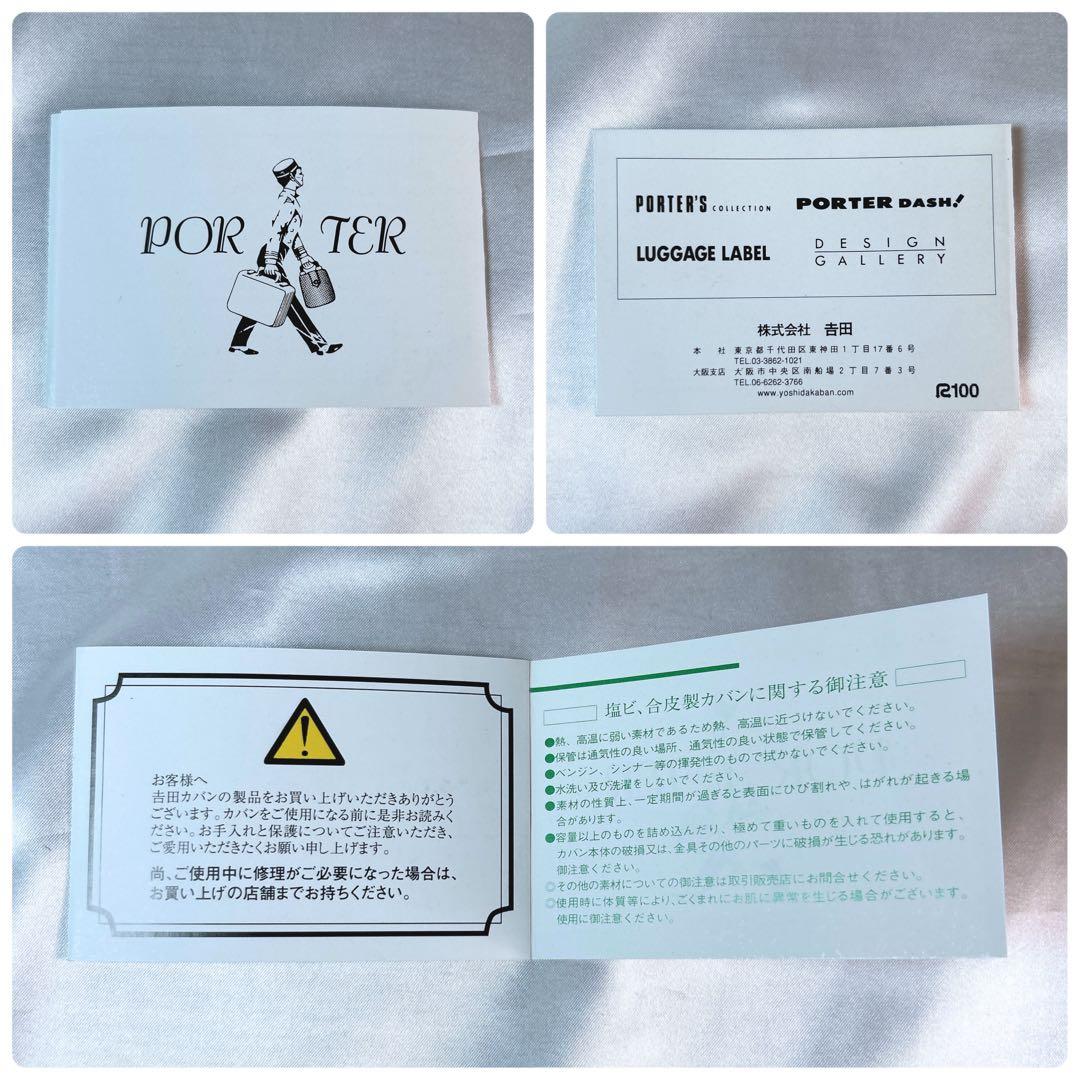 PORTER
PORTER'S COLLECTION
PORTER DASH!
LUGGAGE LABEL
DESIGN
GALLERY
株式会社 𠮷田
本 社 東京都千代田区東神田1丁目17番6号
TEL.03-3862-1021
大阪支店 大阪市中央区南船場2丁目7番3号
TEL.06-6262-3766
www.yoshidakaban.com
R100
お客様へ
𠮷田カバンの製品をお買い上げいただきありがとう
ございます。カバンをご使用になる前に是非お読みく
ださい。お手入れと保護についてご注意いただき、
ご愛用いただきたくお願い申し上げます。
尚、ご使用中に修理がご必要になった場合は、
お買い上げの店舗までお持ちください。
塩ビ、合皮製カバンに関する御注意
●熱、高温に弱い素材であるため熱、高温に近づけないでください。
●保管は通気性の良い場所、通気性の良い状態で保管してください。
●ベンジン、シンナー等の揮発性のもので拭かないでください。
●水洗い及び洗濯をしないでください。
●素材の性質上、一定期間が過ぎると表面にひび割れや、はがれが起きる場
合があります。
●容量以上のものを詰め込んだり、極めて重いものを入れて使用すると、
カバン本体の破損又は、金具その他のパーツに破損が生じる恐れがあります。
御注意ください。
◎その他の素材についての御注意は取引販売店にお問合せください。
◎使用時に体質等により、ごくまれにお肌に異常を生じる場合がございます。
使用に御注意ください。